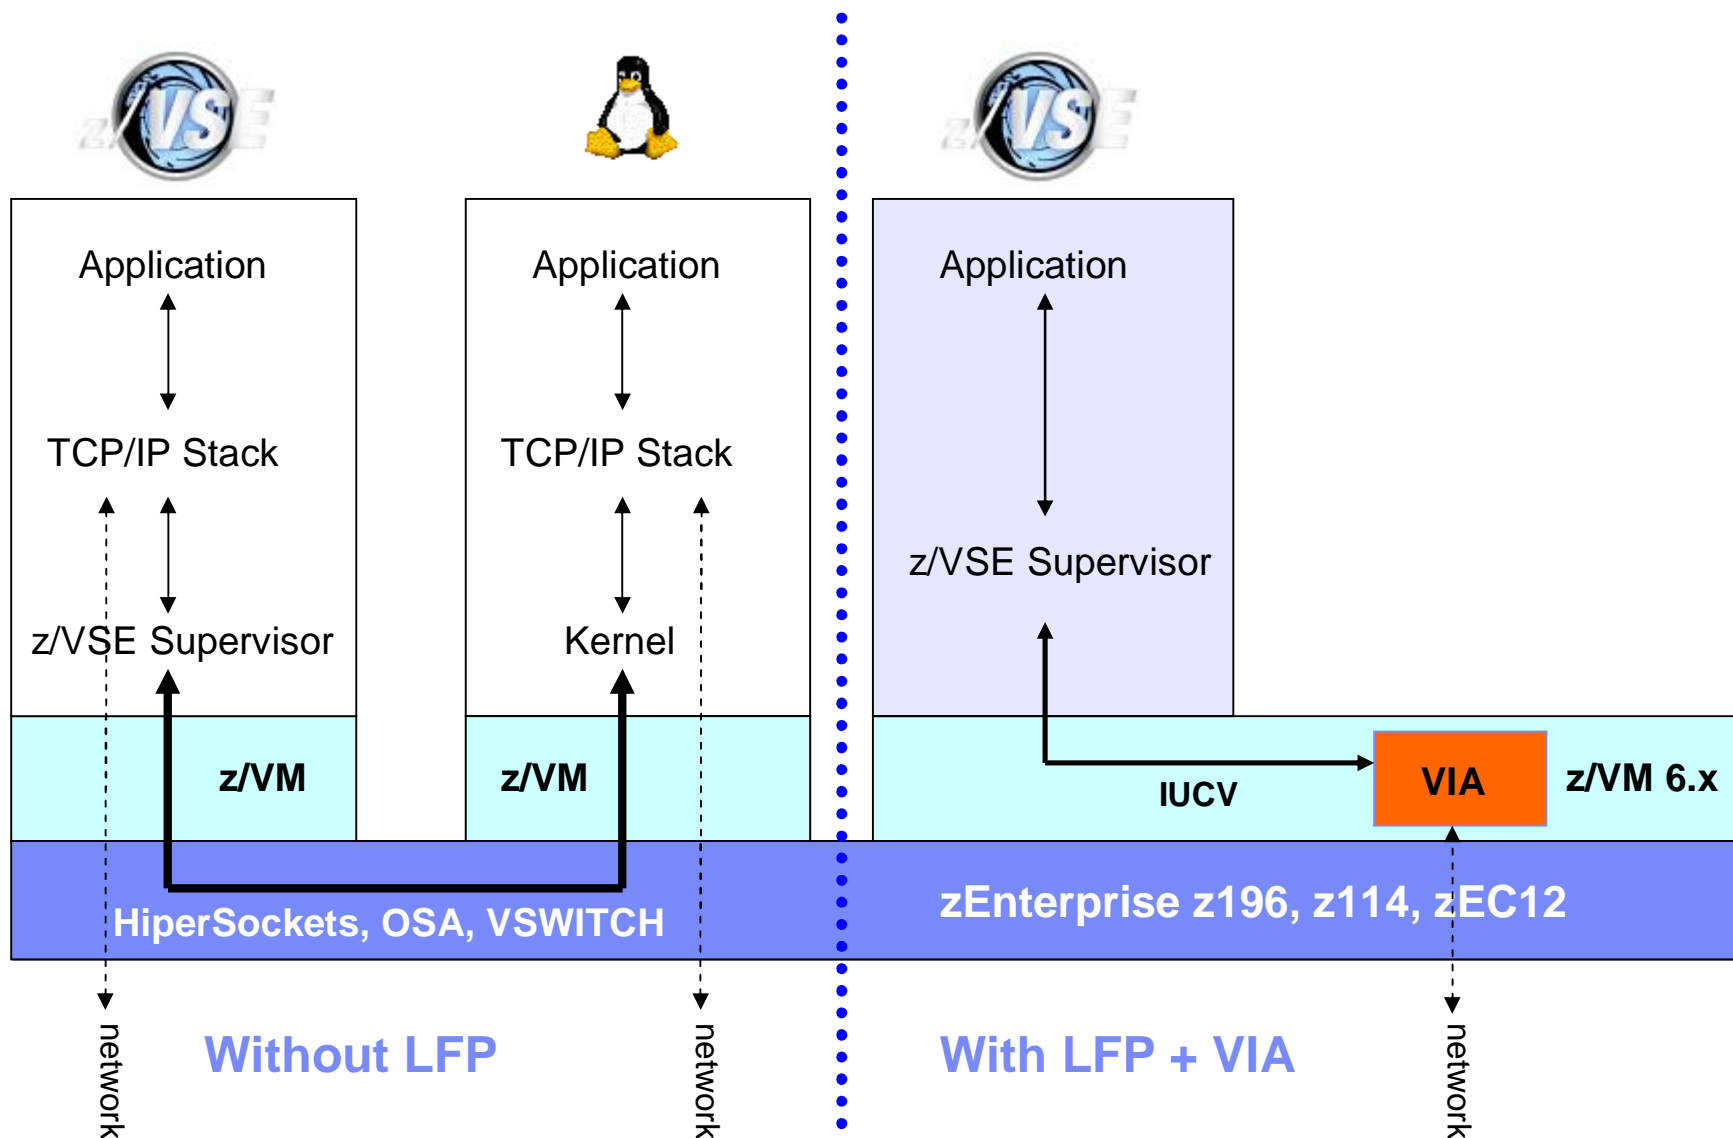 z/VSE
z/VSE
Application
Application
Application
TCP/IP Stack
TCP/IP Stack
z/VSE Supervisor
z/VSE Supervisor
Kernel
z/VM
z/VM
IUCV
VIA
z/VM 6.x
HiperSockets, OSA, VSWITCH
zEnterprise z196, z114, zEC12
network
Without LFP
network
With LFP + VIA
network